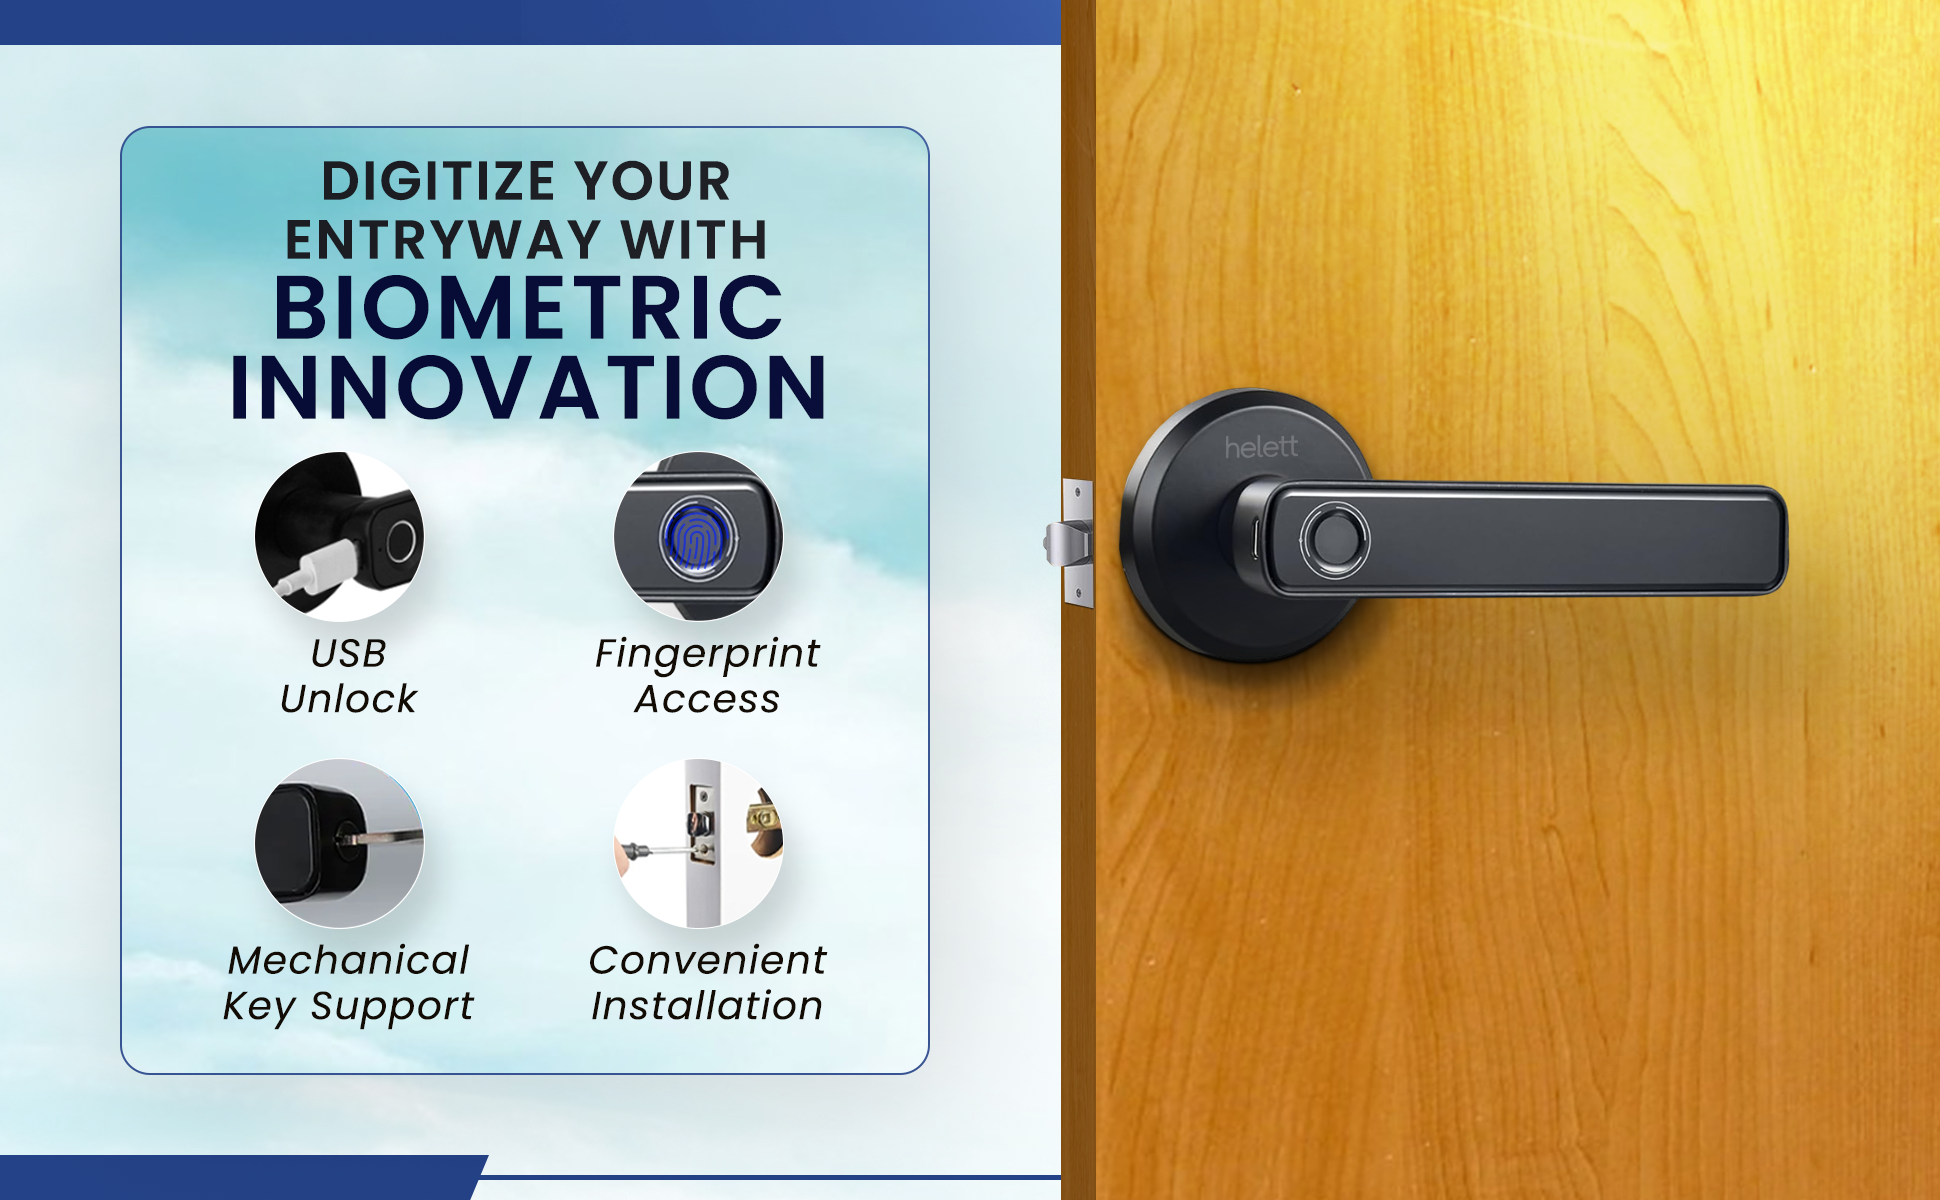 DIGITIZE YOUR
ENTRYWAY WITH
BIOMETRIC
INNOVATION
USB
Unlock
Fingerprint
Access
Mechanical
Key Support
Convenient
Installation
helett